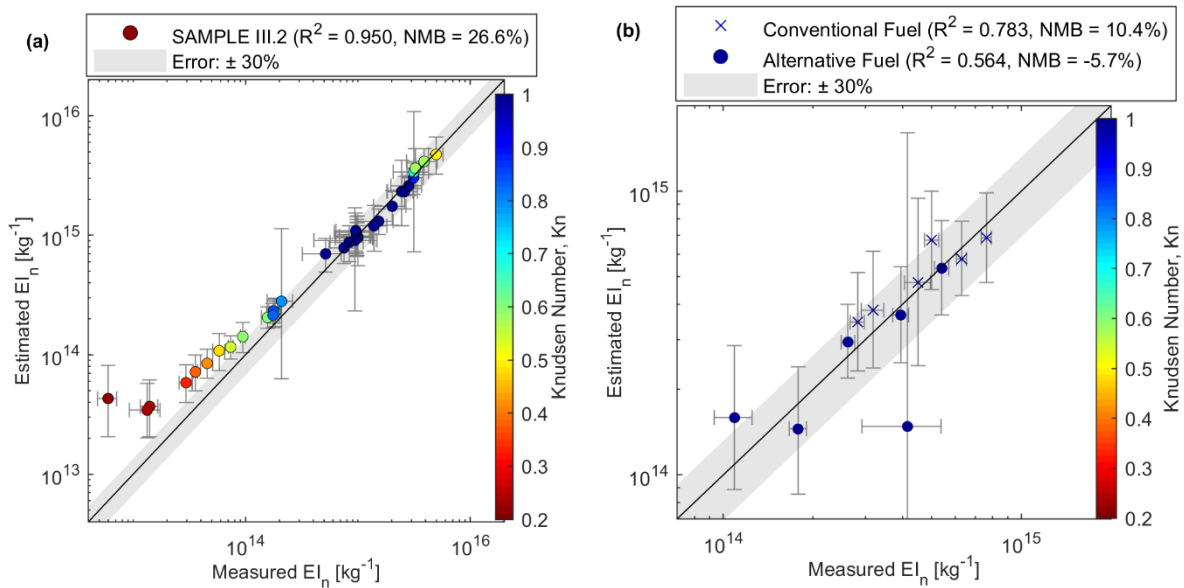 (a)
SAMPLE III.2 (R² = 0.950, NMB = 26.6%)
Error: ± 30%
10¹⁶
10¹⁵
10¹⁴
10¹³
Estimated EIₙ [kg⁻¹]
10¹⁴
10¹⁶
Measured EIₙ [kg⁻¹]
1
0.9
0.8
0.7
0.6
0.5
0.4
0.3
0.2
Knudsen Number, Kn
(b)
Conventional Fuel (R² = 0.783, NMB = 10.4%)
Alternative Fuel (R² = 0.564, NMB = -5.7%)
Error: ± 30%
10¹⁵
10¹⁴
Estimated EIₙ [kg⁻¹]
10¹⁴
10¹⁵
Measured EIₙ [kg⁻¹]
1
0.9
0.8
0.7
0.6
0.5
0.4
0.3
0.2
Knudsen Number, Kn